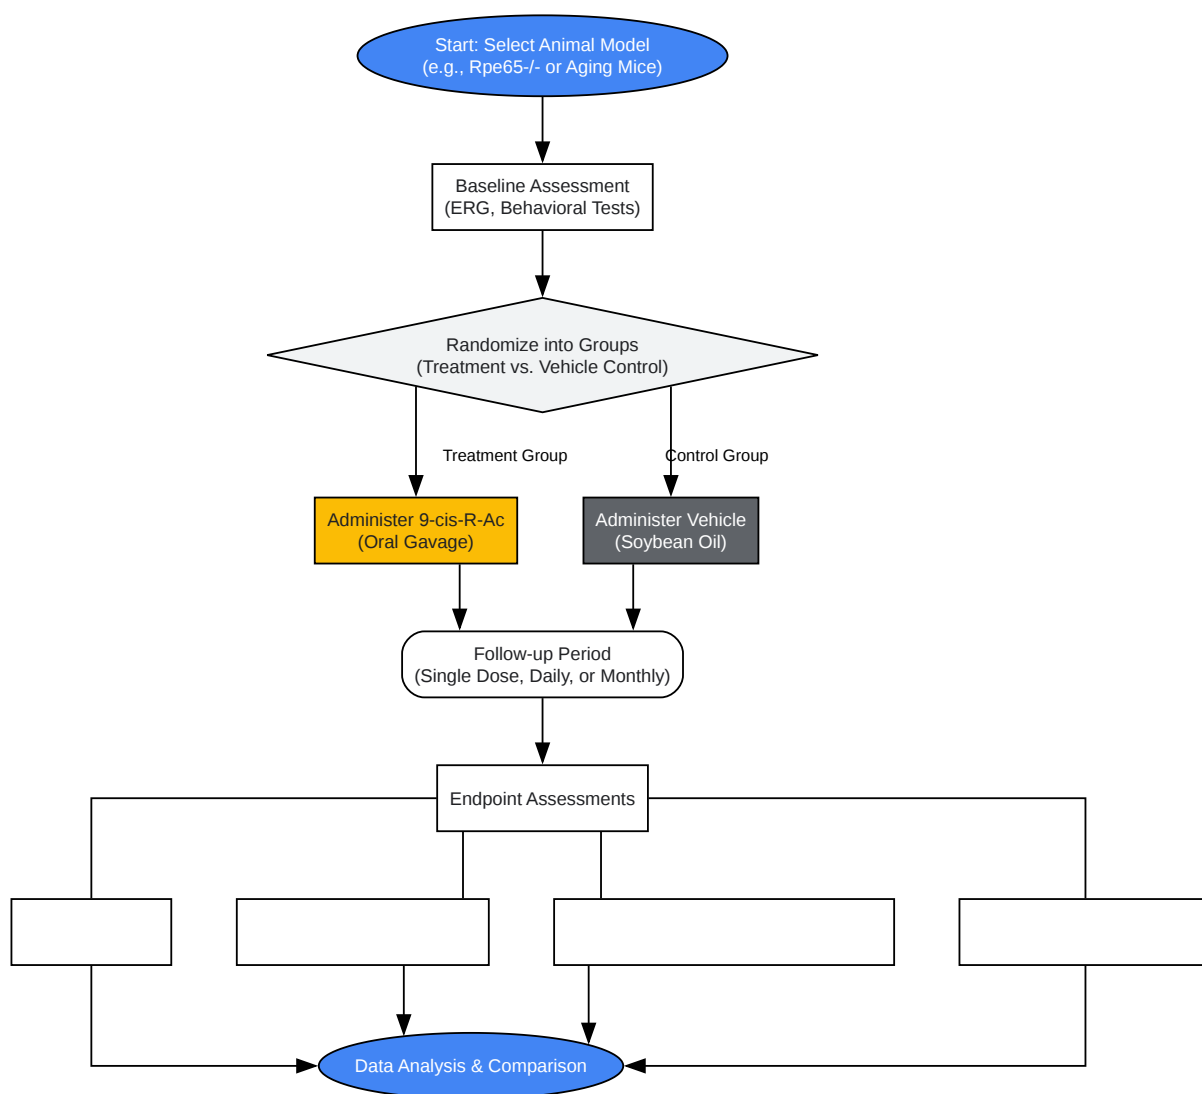 Start: Select Animal Model
(e.g., Rpe65-/- or Aging Mice)
Baseline Assessment
(ERG, Behavioral Tests)
Randomize into Groups
(Treatment vs. Vehicle Control)
Treatment Group
Control Group
Administer 9-cis-R-Ac
(Oral Gavage)
Administer Vehicle
(Soybean Oil)
Follow-up Period
(Single Dose, Daily, or Monthly)
Endpoint Assessments
Data Analysis & Comparison